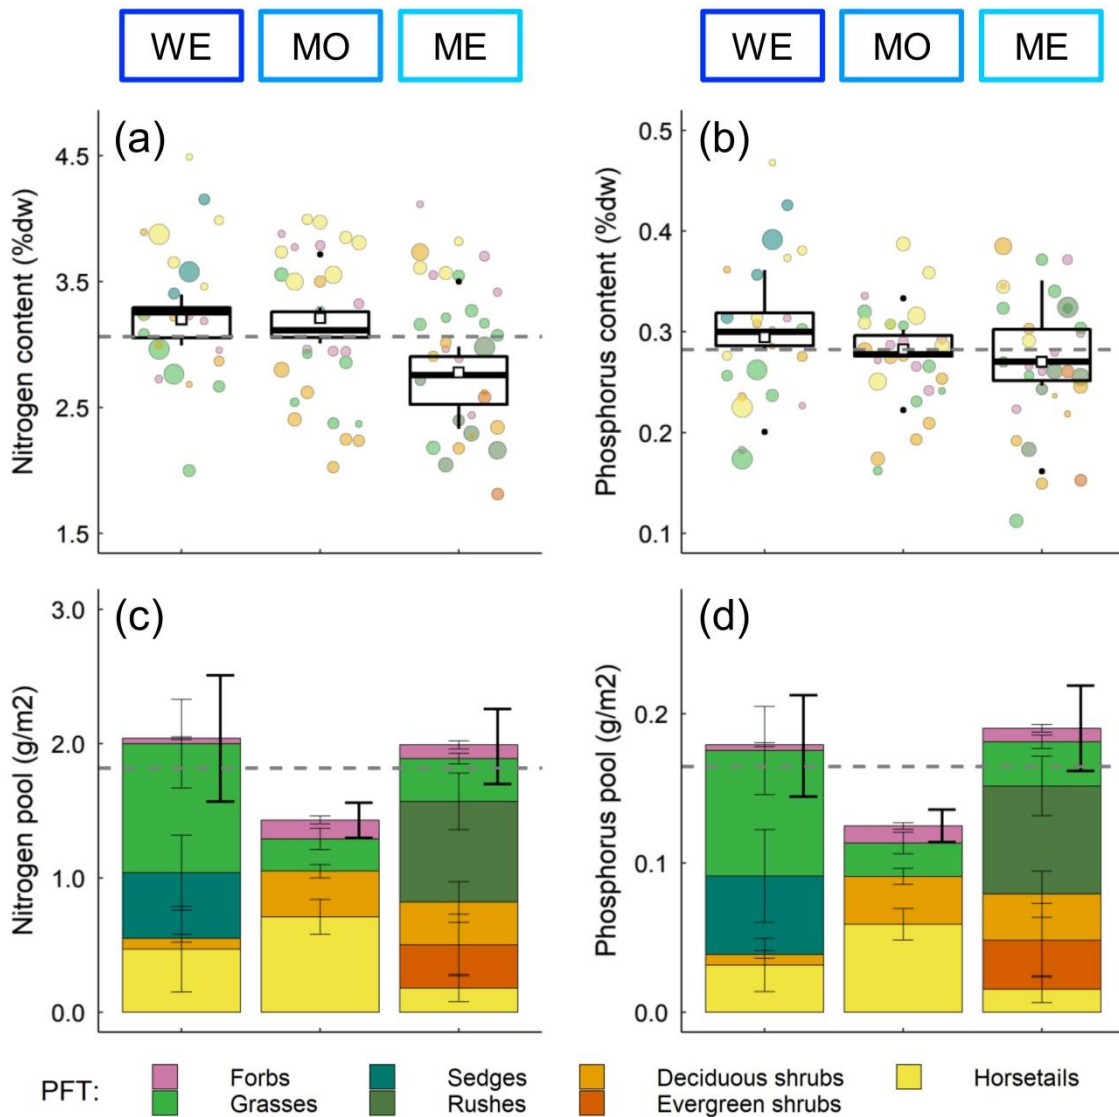 WE MO ME WE MO ME
(a)
Nitrogen content (%dw)
4.5
3.5
2.5
1.5
(b)
Phosphorus content (%dw)
0.5
0.4
0.3
0.2
0.1
(c)
Nitrogen pool (g/m2)
3.0
2.0
1.0
0.0
(d)
Phosphorus pool (g/m2)
0.2
0.1
0.0
PFT:
Forbs Sedges Deciduous shrubs Horsetails
Grasses Rushes Evergreen shrubs